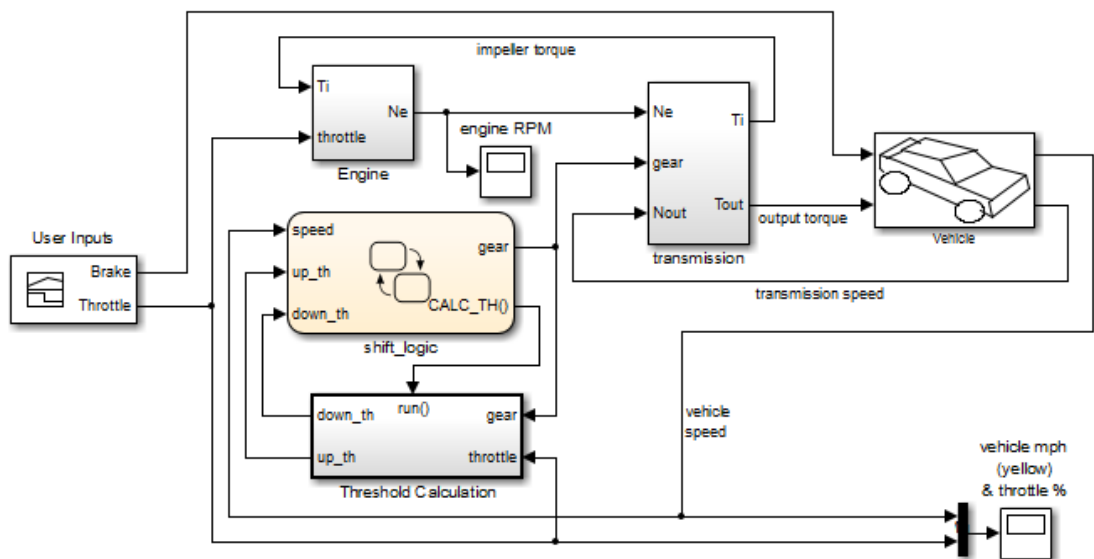 impeller torque
Ti
Ne
throttle
Engine
engine RPM
Ne
Ti
gear
Nout
Tout
transmission
output torque
Vehicle
transmission speed
User Inputs
Brake
Throttle
speed
gear
up_th
CALC_TH()
down_th
shift_logic
run()
down_th
gear
up_th
throttle
Threshold Calculation
vehicle
speed
vehicle mph
(yellow)
& throttle %